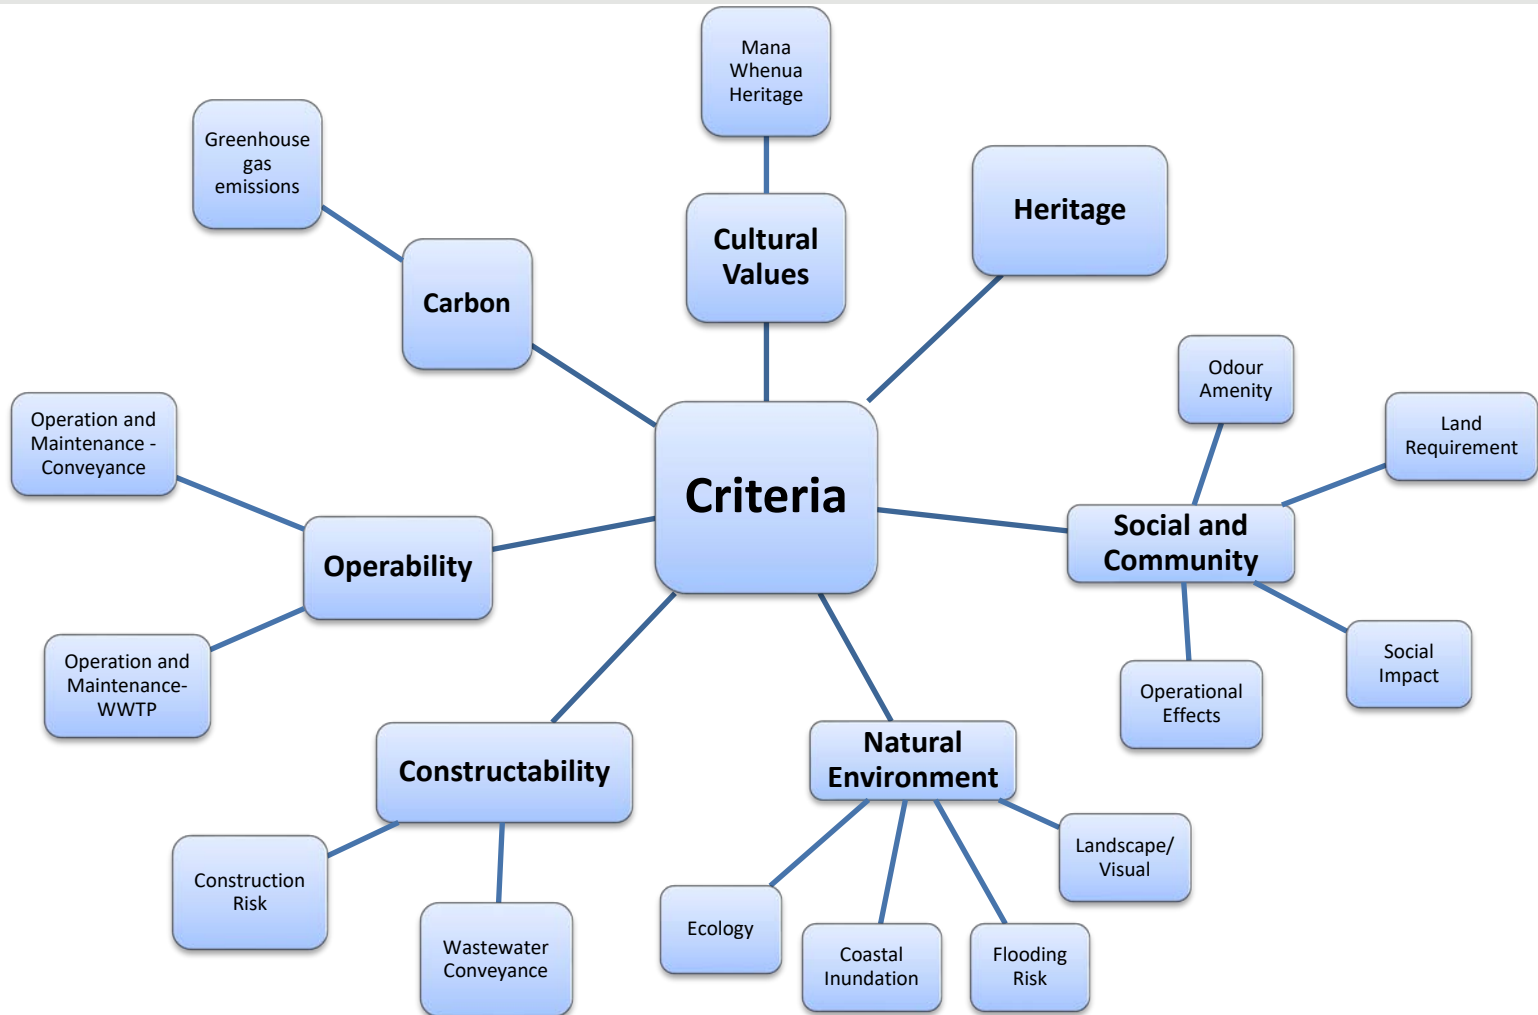 Mana
Whenua
Heritage
Greenhouse
gas
emissions
Heritage
Cultural
Values
Carbon
Odour
Amenity
Land
Requirement
Operation and
Maintenance -
Conveyance
Criteria
Social and
Community
Operability
Social
Impact
Operation and
Maintenance-
WWTP
Operational
Effects
Natural
Environment
Constructability
Landscape/
Visual
Construction
Risk
Ecology
Wastewater
Conveyance
Coastal
Inundation
Flooding
Risk